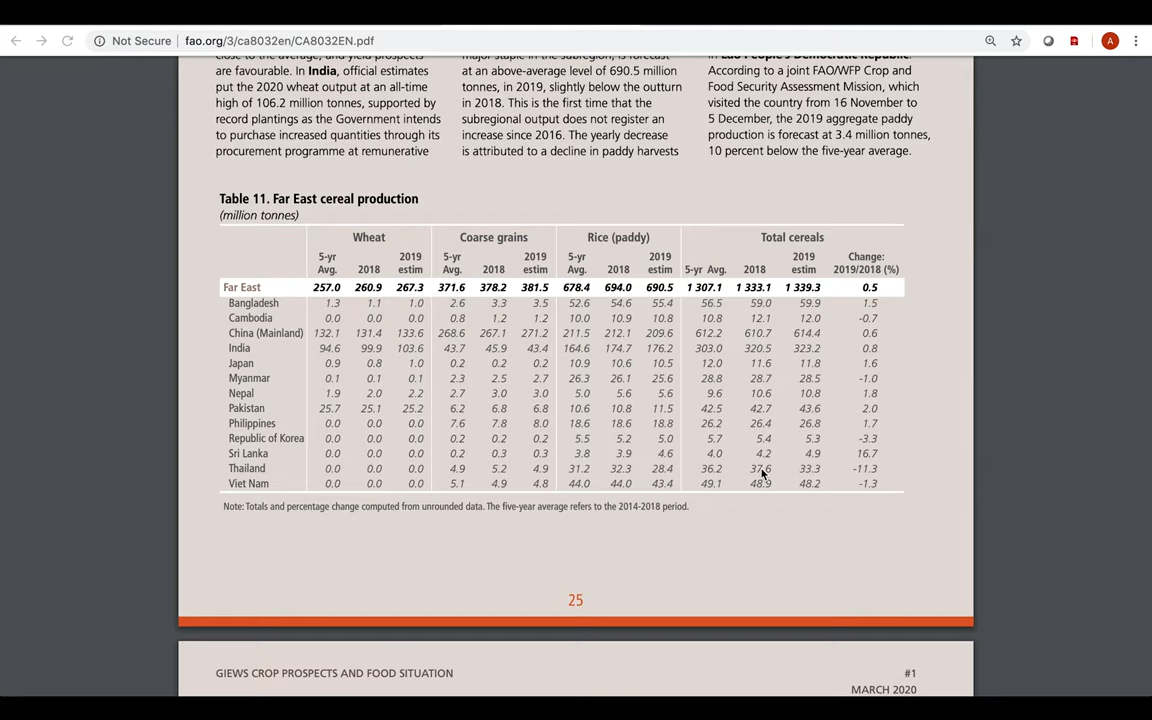 Not Secure
fao.org/3/ca8032en/CA8032EN.pdf
A
close to the average, and yield prospects
are favourable. In India, official estimates
put the 2020 wheat output at an all-time
high of 106.2 million tonnes, supported by
record plantings as the Government intends
to purchase increased quantities through its
procurement programme at remunerative
major staple in the subregion, is forecast
at an above-average level of 690.5 million
tonnes, in 2019, slightly below the outturn
in 2018. This is the first time that the
subregional output does not register an
increase since 2016. The yearly decrease
is attributed to a decline in paddy harvests
in Lao People's Democratic Republic.
According to a joint FAO/WFP Crop and
Food Security Assessment Mission, which
visited the country from 16 November to
5 December, the 2019 aggregate paddy
production is forecast at 3.4 million tonnes,
10 percent below the five-year average.
Table 11. Far East cereal production
(million tonnes)
Wheat Coarse grains Rice (paddy) Total cereals
5-yr 2019 5-yr 2019 5-yr 2019 2019 Change:
Avg. 2018 estim Avg. 2018 estim Avg. 2018 estim 5-yr Avg. 2018 estim 2019/2018 (%)
Far East 257.0 260.9 267.3 371.6 378.2 381.5 678.4 694.0 690.5 1 307.1 1 333.1 1 339.3 0.5
Bangladesh 1.3 1.1 1.0 2.6 3.3 3.5 52.6 54.6 55.4 56.5 59.0 59.9 1.5
Cambodia 0.0 0.0 0.0 0.8 1.2 1.2 10.0 10.9 10.8 10.8 12.1 12.0 -0.7
China (Mainland) 132.1 131.4 133.6 268.6 267.1 271.2 211.5 212.1 209.6 612.2 610.7 614.4 0.6
India 94.6 99.9 103.6 43.7 45.9 43.4 164.6 174.7 176.2 303.0 320.5 323.2 0.8
Japan 0.9 0.8 1.0 0.2 0.2 0.2 10.9 10.6 10.5 12.0 11.6 11.8 1.6
Myanmar 0.1 0.1 0.1 2.3 2.5 2.7 26.3 26.1 25.6 28.8 28.7 28.5 -1.0
Nepal 1.9 2.0 2.2 2.7 3.0 3.0 5.0 5.6 5.6 9.6 10.6 10.8 1.8
Pakistan 25.7 25.1 25.2 6.2 6.8 6.8 10.6 10.8 11.5 42.5 42.7 43.6 2.0
Philippines 0.0 0.0 0.0 7.6 7.8 8.0 18.6 18.6 18.8 26.2 26.4 26.8 1.7
Republic of Korea 0.0 0.0 0.0 0.2 0.2 0.2 5.5 5.2 5.0 5.7 5.4 5.3 -3.3
Sri Lanka 0.0 0.0 0.0 0.2 0.3 0.3 3.8 3.9 4.6 4.0 4.2 4.9 16.7
Thailand 0.0 0.0 0.0 4.9 5.2 4.9 31.2 32.3 28.4 36.2 37.6 33.3 -11.3
Viet Nam 0.0 0.0 0.0 5.1 4.9 4.8 44.0 44.0 43.4 49.1 48.9 48.2 -1.3
Note: Totals and percentage change computed from unrounded data. The five-year average refers to the 2014-2018 period.
25
GIEWS CROP PROSPECTS AND FOOD SITUATION
#1
MARCH 2020